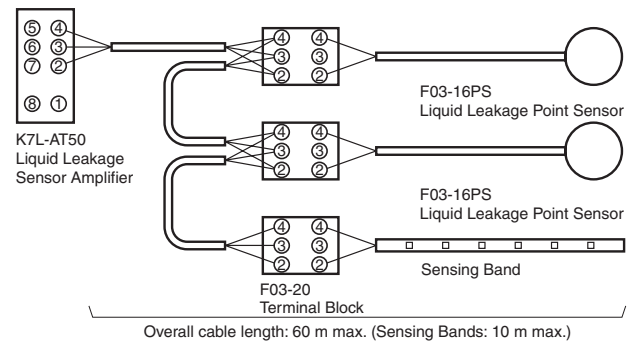 ⑤ ④
⑥ ③
⑦ ②
⑧ ①
K7L-AT50
Liquid Leakage
Sensor Amplifier
④ ④
③ ③
② ②
F03-16PS
Liquid Leakage Point Sensor
④ ④
③ ③
② ②
F03-16PS
Liquid Leakage Point Sensor
④ ④
③ ③
② ②
F03-20
Terminal Block
Sensing Band
Overall cable length: 60 m max. (Sensing Bands: 10 m max.)